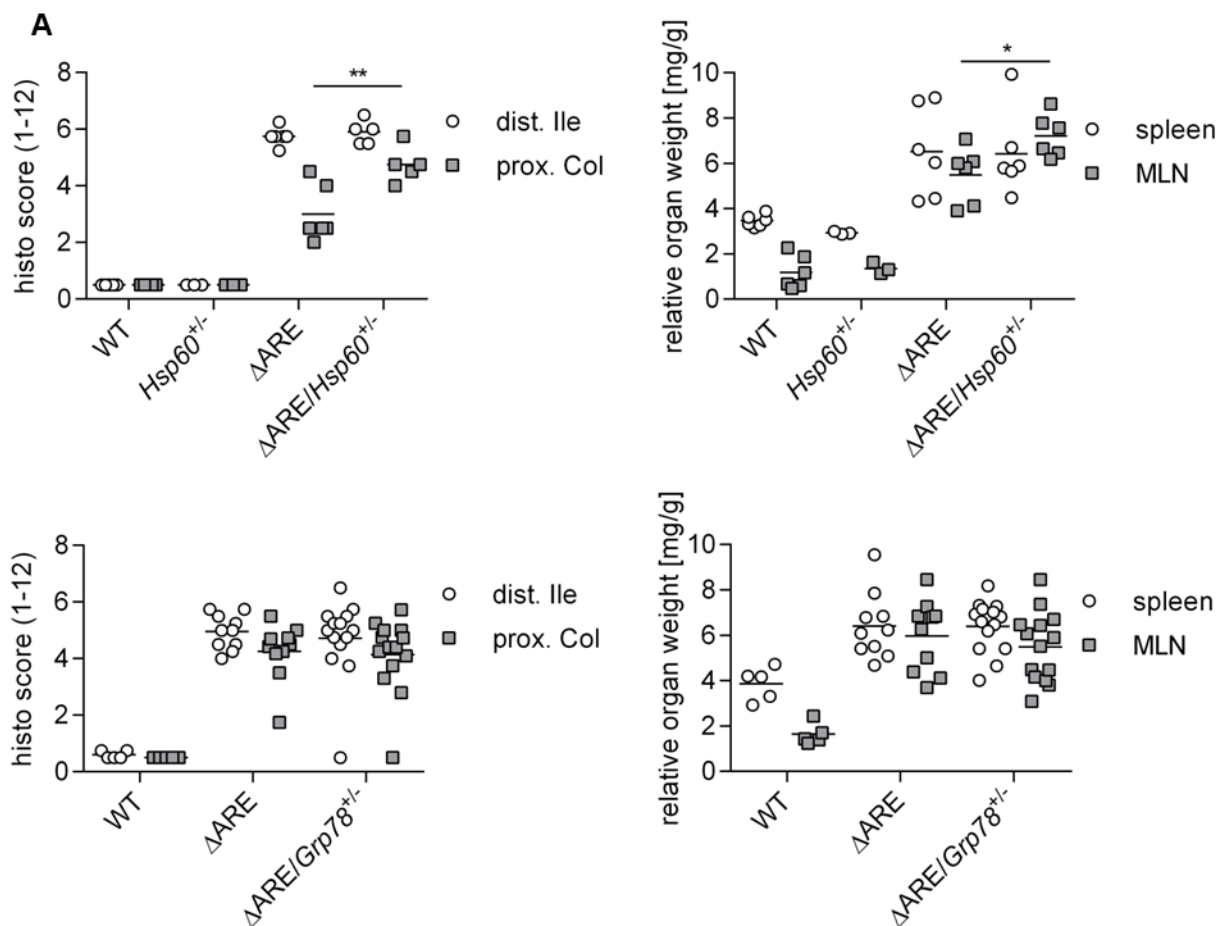 A
histo score (1-12)
8
6
4
2
0
**
dist. Ile
prox. Col
WT
Hsp60+/-
ΔARE
ΔARE/Hsp60+/-
relative organ weight [mg/g]
10
8
6
4
2
0
*
spleen
MLN
WT
Hsp60+/-
ΔARE
ΔARE/Hsp60+/-
histo score (1-12)
8
6
4
2
0
dist. Ile
prox. Col
WT
ΔARE
ΔARE/Grp78+/-
relative organ weight [mg/g]
10
8
6
4
2
0
spleen
MLN
WT
ΔARE
ΔARE/Grp78+/-